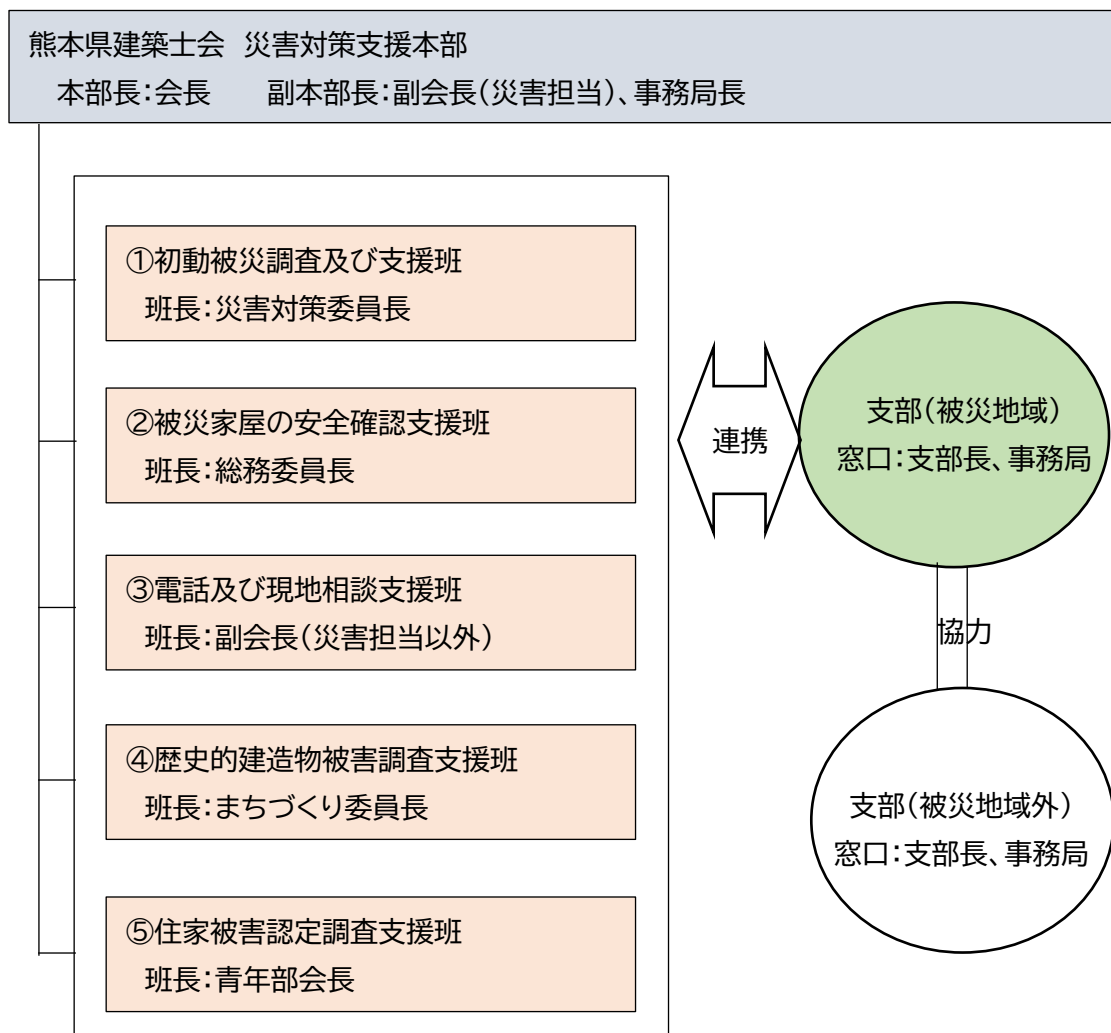 熊本県建築士会 災害対策支援本部
本部長:会長 副本部長:副会長(災害担当)、事務局長
①初動被災調査及び支援班
班長:災害対策委員長
②被災家屋の安全確認支援班
班長:総務委員長
③電話及び現地相談支援班
班長:副会長(災害担当以外)
④歴史的建造物被害調査支援班
班長:まちづくり委員長
⑤住家被害認定調査支援班
班長:青年部会長
連携
支部(被災地域)
窓口:支部長、事務局
協力
支部(被災地域外)
窓口:支部長、事務局